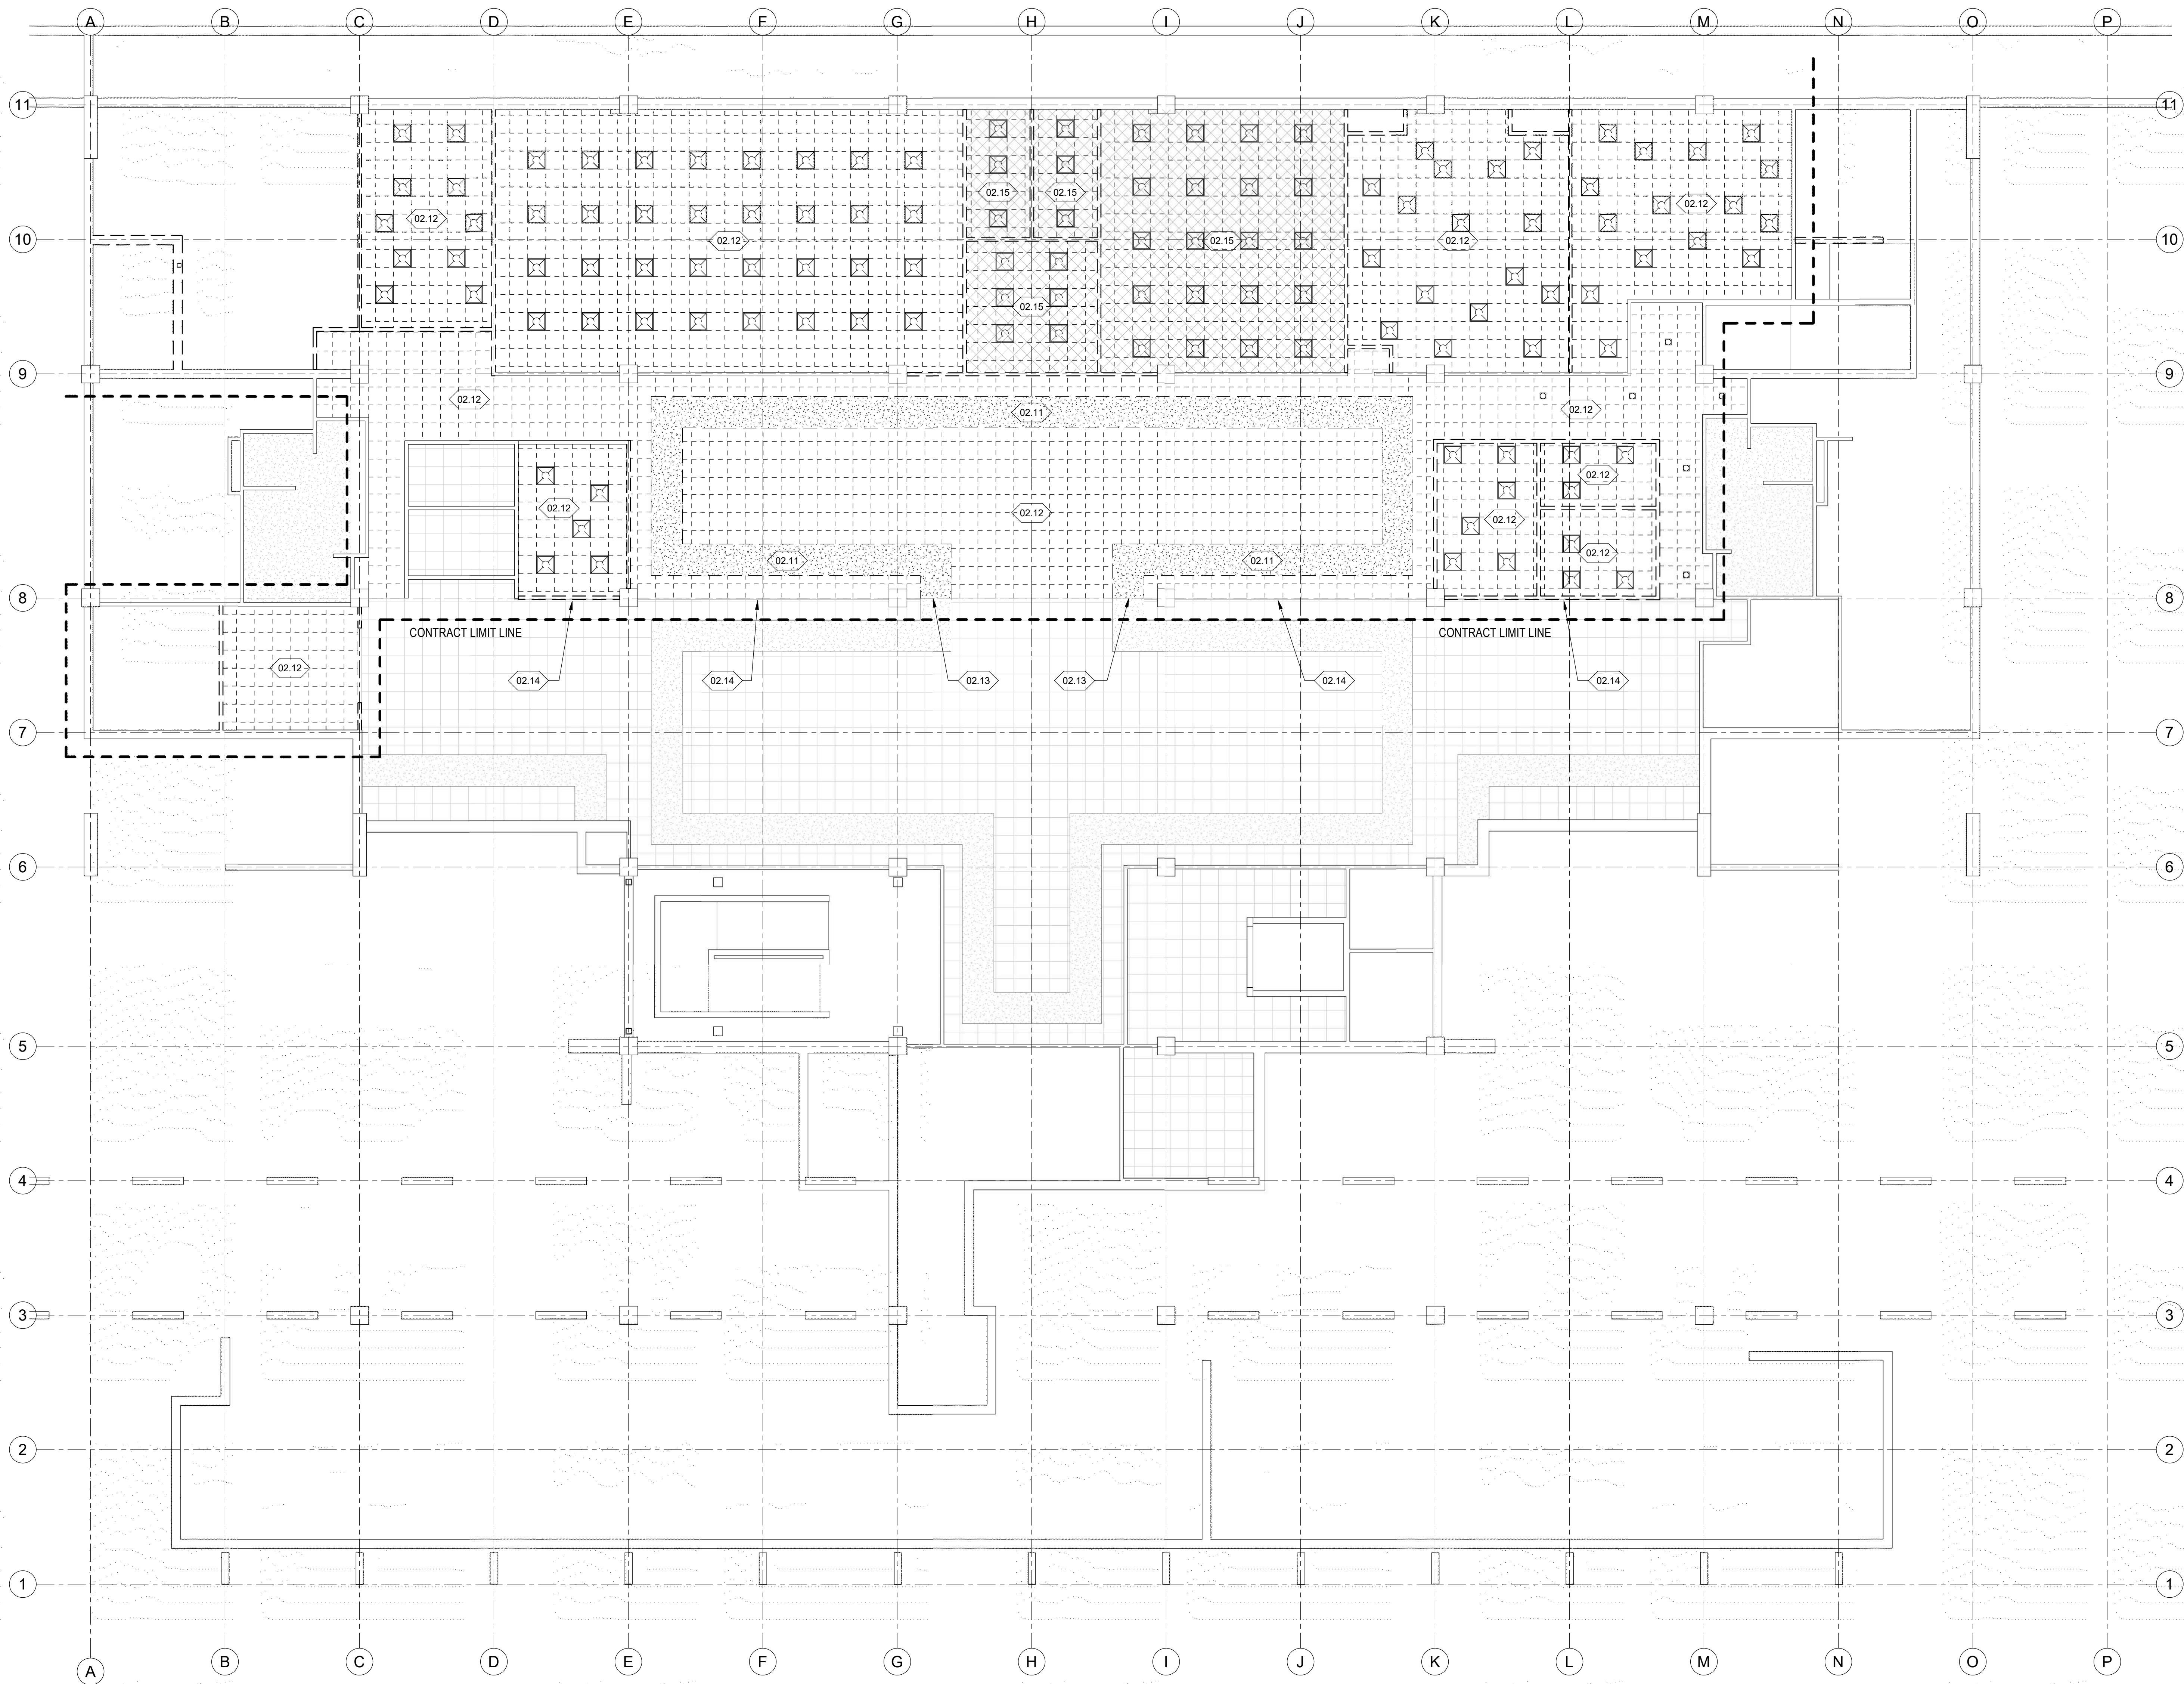 A B C D E F G H I J K L M N O P
11 11
02.15 02.15
02.12
02.12
02.12 02.15 02.12
10 10
02.15
9 9
02.12 02.11 02.12
02.12
02.12 02.12 02.12
02.11 02.11 02.12
8 8
CONTRACT LIMIT LINE CONTRACT LIMIT LINE
02.12
02.14 02.14 02.13 02.13 02.14 02.14
7 7
6 6
5 5
4 4
3 3
2 2
1 1
A B C D E F G H I J K L M N O P